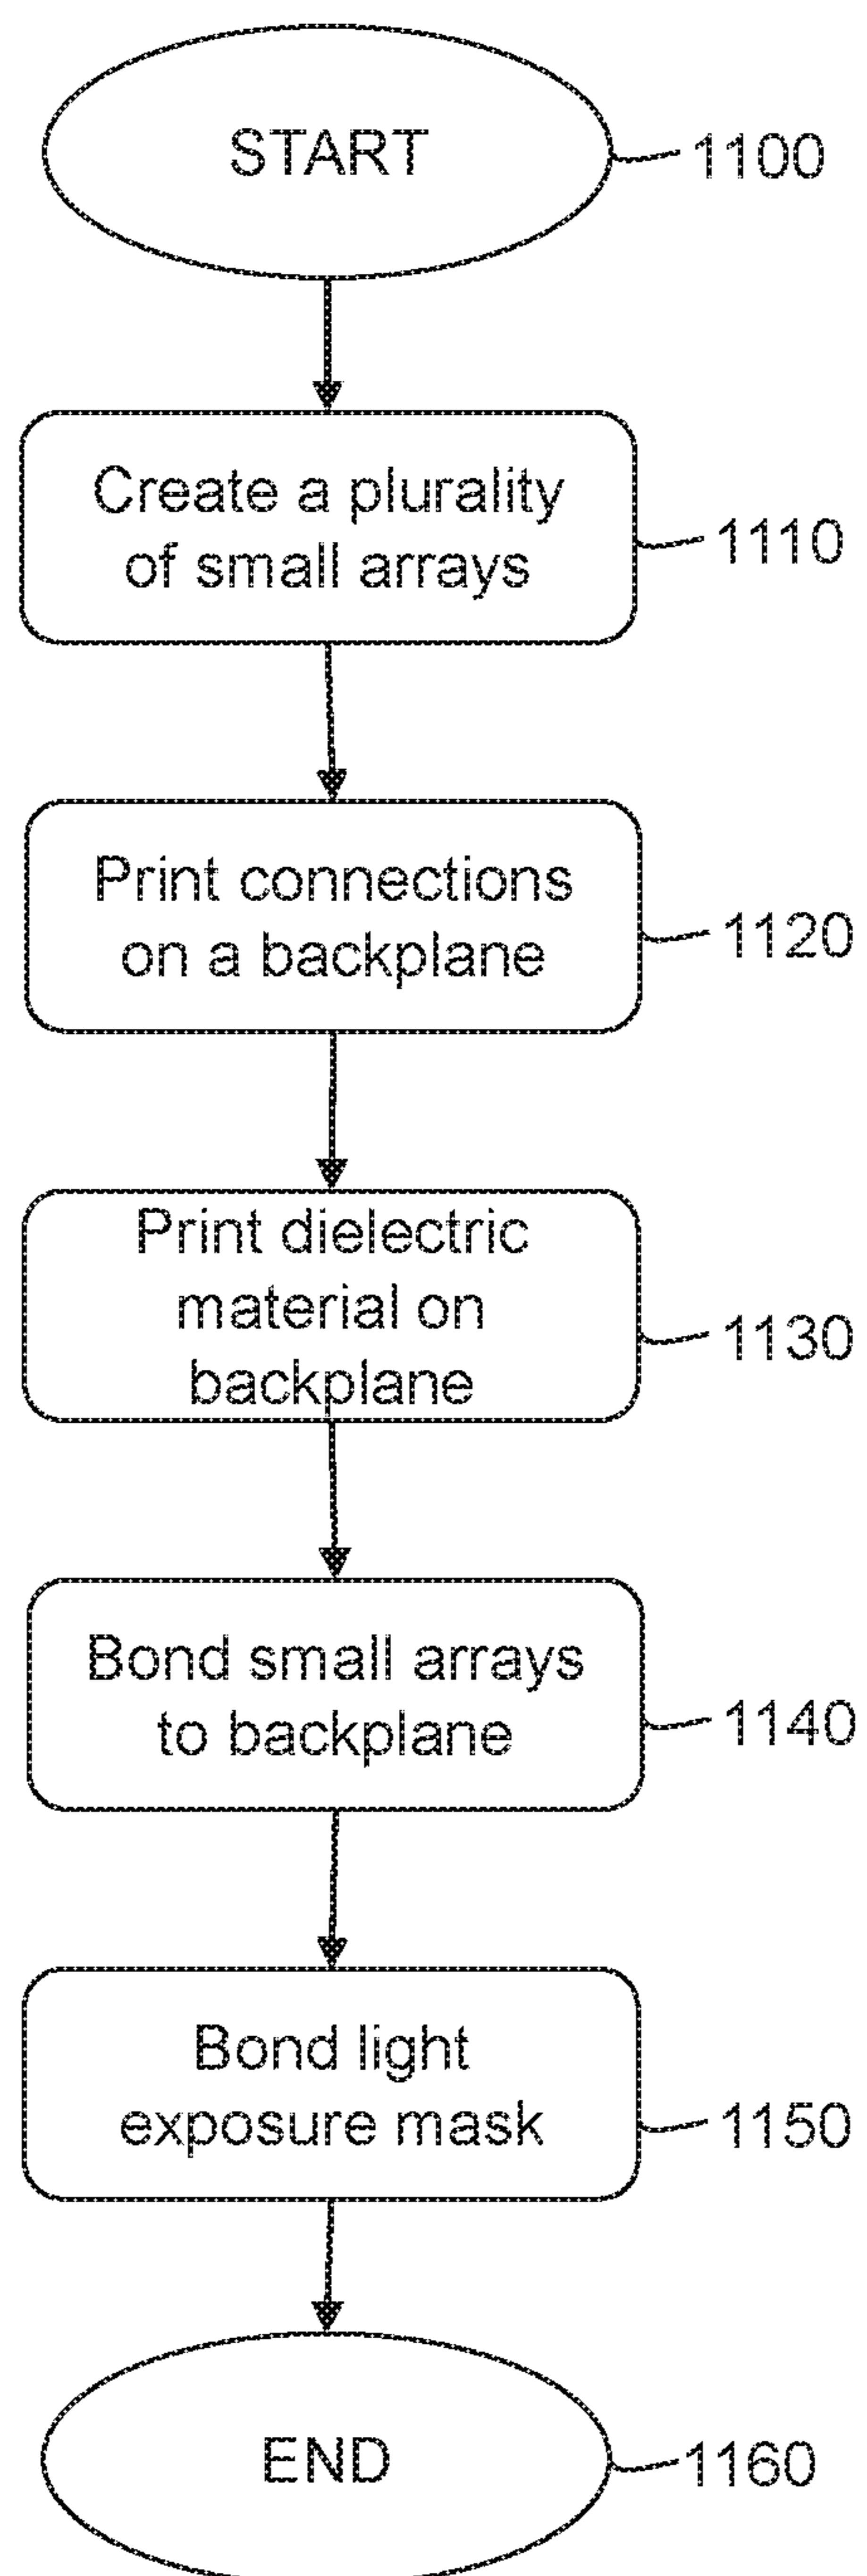 START
1100
Create a plurality
of small arrays
1110
Print connections
on a backplane
1120
Print dielectric
material on
backplane
1130
Bond small arrays
to backplane
1140
Bond light
exposure mask
1150
END
1160